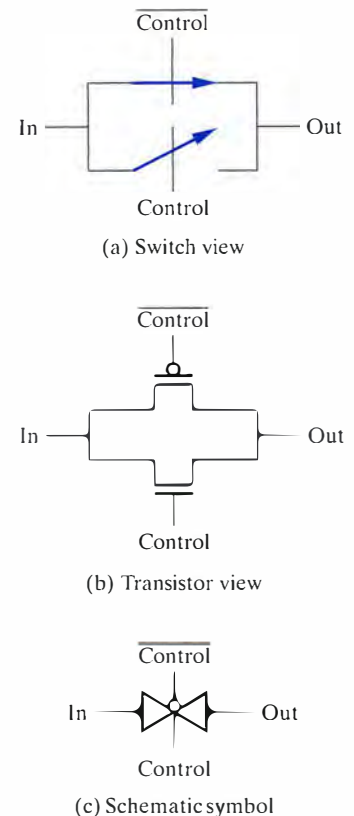 Control
In Out
Control
(a) Switch view
Control
In Out
Control
(b) Transistor view
Control
In Out
Control
(c) Schematic symbol